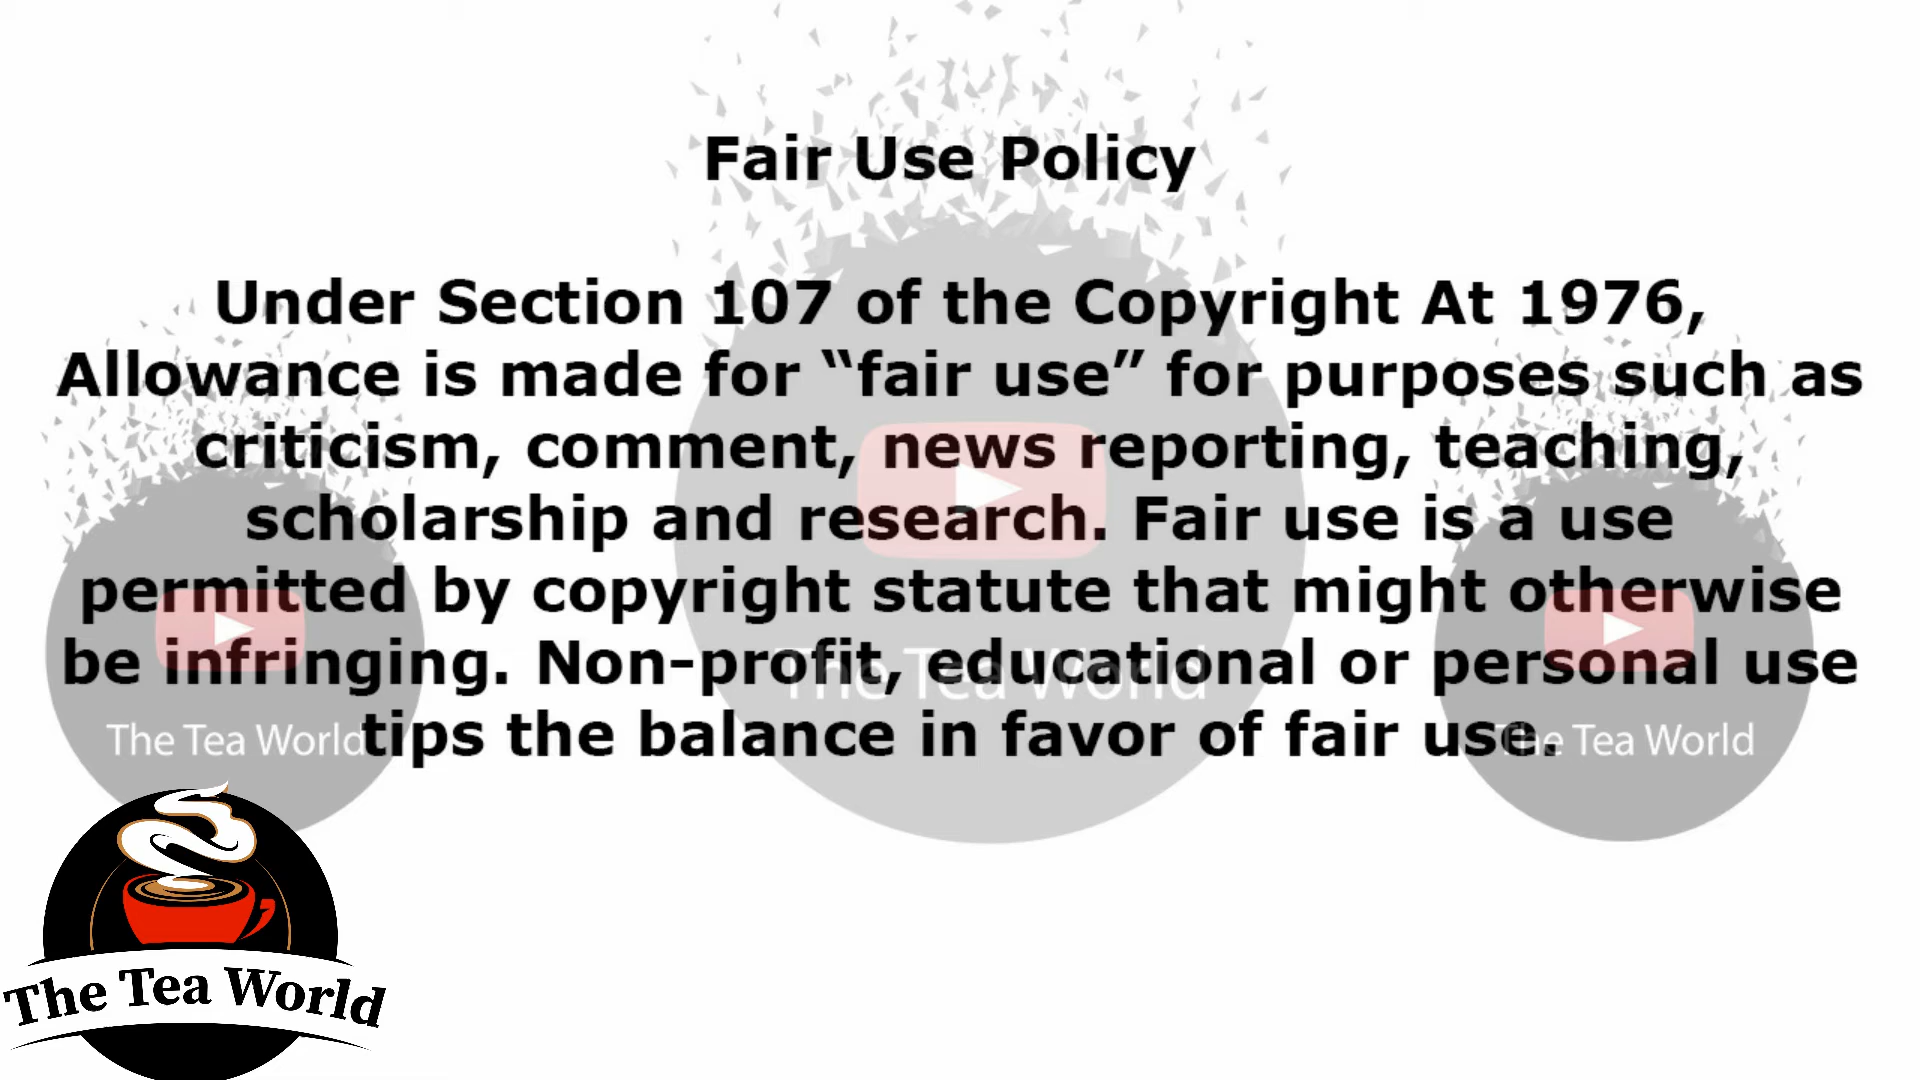 Fair Use Policy
Under Section 107 of the Copyright At 1976,
Allowance is made for “fair use” for purposes such as
criticism, comment, news reporting, teaching,
scholarship and research. Fair use is a use
permitted by copyright statute that might otherwise
be infringing. Non-profit, educational or personal use
tips the balance in favor of fair use.
The Tea World
The Tea World
The Tea World
The Tea World